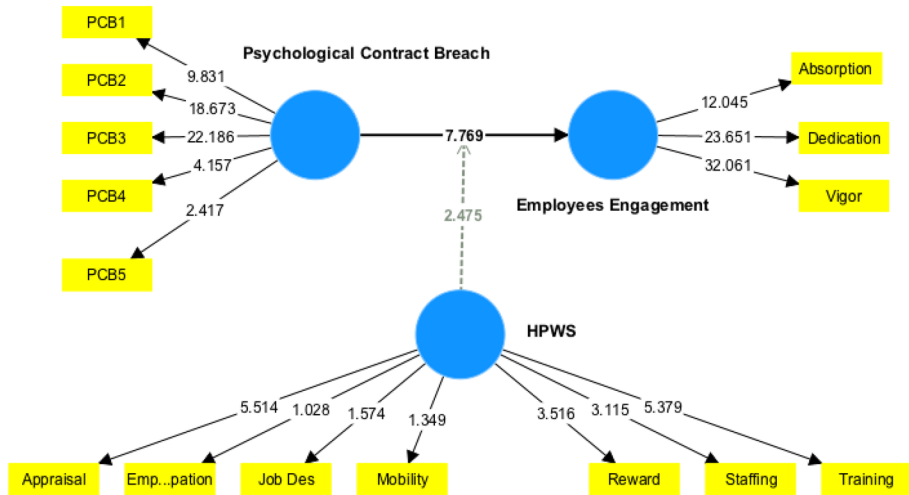 PCB1
Psychological Contract Breach
9.831
PCB2
18.673
PCB3
22.186
PCB4
4.157
2.417
PCB5
7.769
Absorption
12.045
23.651
Dedication
32.061
Vigor
Employees Engagement
2.475
HPWS
5.514
1.028
1.574
1.349
3.516
3.115
5.379
Appraisal
Emp...pation
Job Des
Mobility
Reward
Staffing
Training